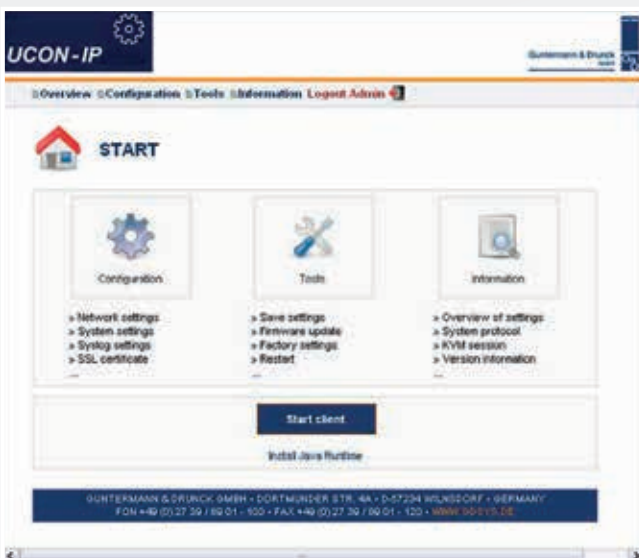 UCON-IP
Guntermann & Drunck
Overview Configuration Tools Information Logout Admin
START
Configuration
Tools
Information
» Network settings
» System settings
» Syslog settings
» SSL certificate
...
» Save settings
» Firmware update
» Factory settings
» Restart
...
» Overview of settings
» System protocol
» KVM session
» Version information
...
Start client
Install Java Runtime
GUNTERMANN & DRUNCK GMBH • DORTMUNDER STR. 4A • D-57234 WILNSDORF • GERMANY
FON +49 (0) 27 39 / 89 01 - 100 • FAX +49 (0) 27 39 / 89 01 - 120 • WWW.GDSYS.DE